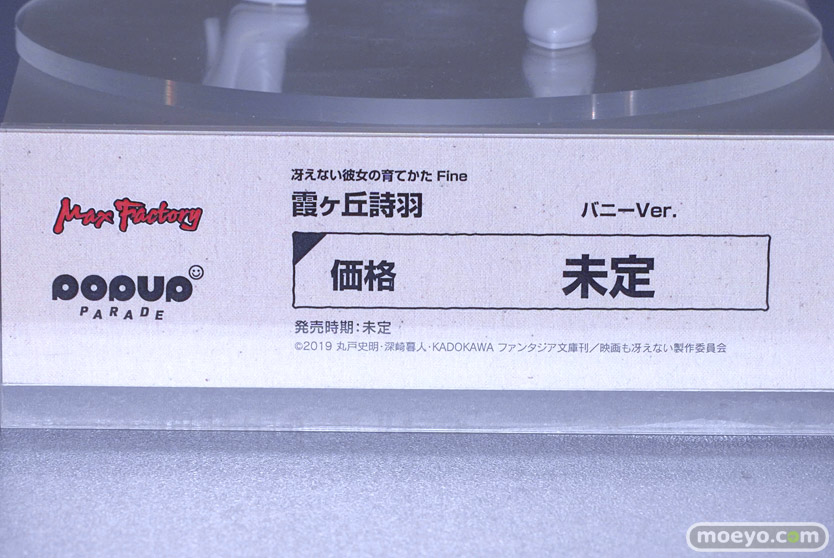 Max Factory
POPUP
PARADE
冴えない彼女の育てかた Fine
霞ヶ丘詩羽 バニーVer.
価格 未定
発売時期：未定
©2019 丸戸史明・深崎暮人・KADOKAWA ファンタジア文庫刊／映画も冴えない製作委員会
moeyo.com